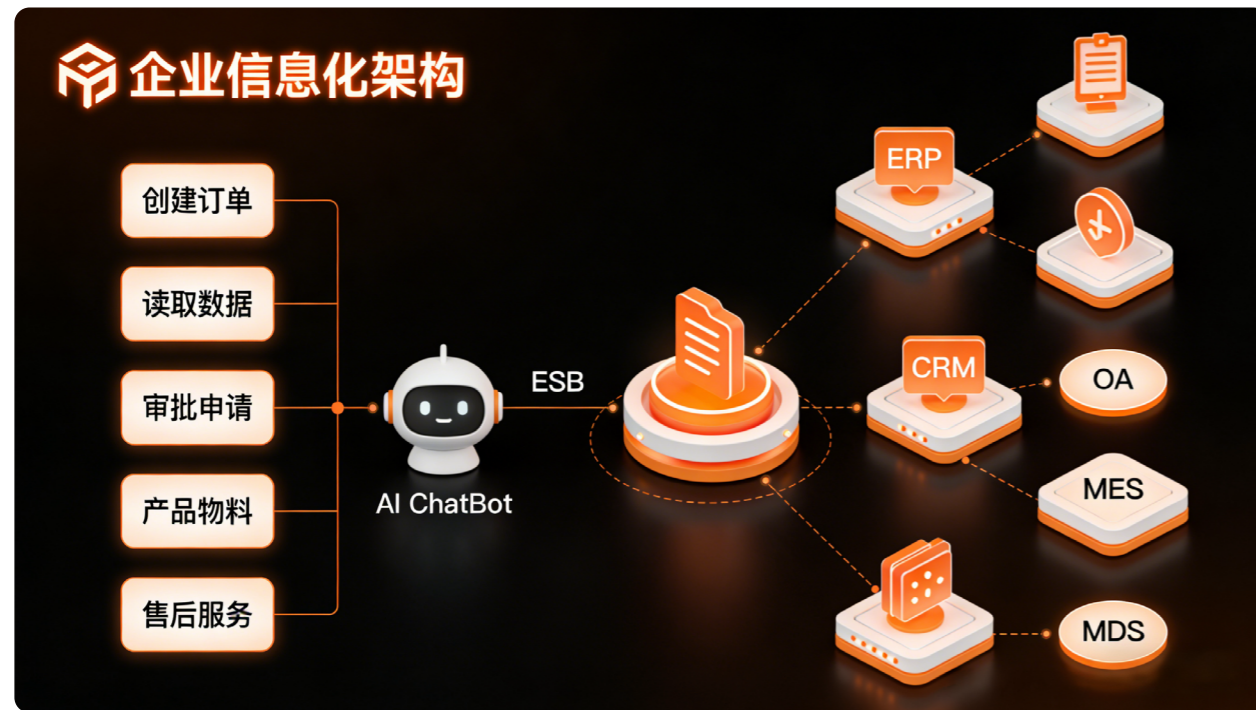 企业信息化架构
创建订单
读取数据
审批申请
产品物料
售后服务
AI ChatBot
ESB
ERP
CRM
OA
MES
MDS